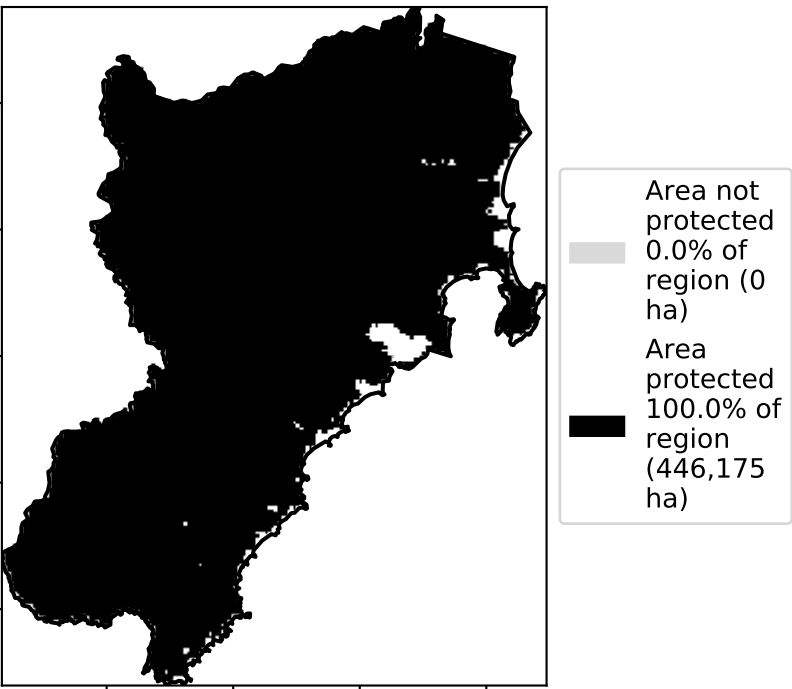 Area not
protected
0.0% of
region (0
ha)
Area
protected
100.0% of
region
(446,175
ha)